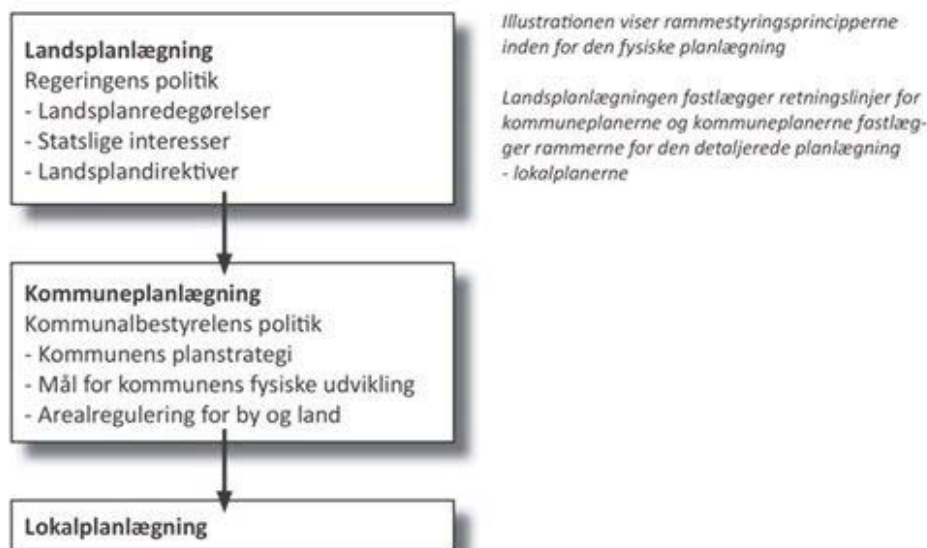 Landsplanlægning
Regeringens politik
- Landsplanredegørelser
- Statslige interesser
- Landsplandirektiver
Illustrationen viser rammestyringsprincipperne
inden for den fysiske planlægning
Landsplanlægningen fastlægger retningslinjer for
kommuneplanerne og kommuneplanerne fastlæg-
ger rammerne for den detaljerede planlægning
- lokalplanerne
Kommuneplanlægning
Kommunalbestyrelens politik
- Kommunens planstrategi
- Mål for kommunens fysiske udvikling
- Arealregulering for by og land
Lokalplanlægning